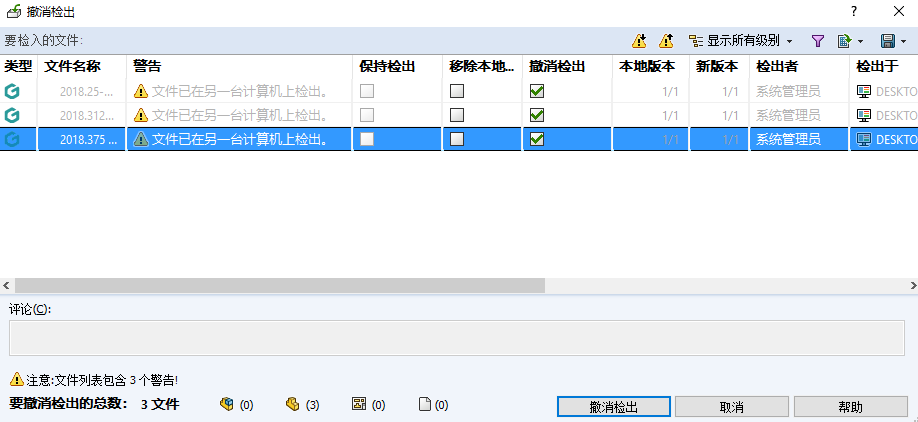 撤消检出
?
要检入的文件:
显示所有级别
类型 文件名称 警告 保持检出 移除本地... 撤消检出 本地版本 新版本 检出者 检出于
2018.25-... 文件已在另一台计算机上检出。 1/1 1/1 系统管理员 DESKTO
2018.312... 文件已在另一台计算机上检出。 1/1 1/1 系统管理员 DESKTO
2018.375 ... 文件已在另一台计算机上检出。 1/1 1/1 系统管理员 DESKTO
评论(C):
注意:文件列表包含 3 个警告!
要撤消检出的总数: 3 文件 (0) (3) (0) (0)
撤消检出 取消 帮助